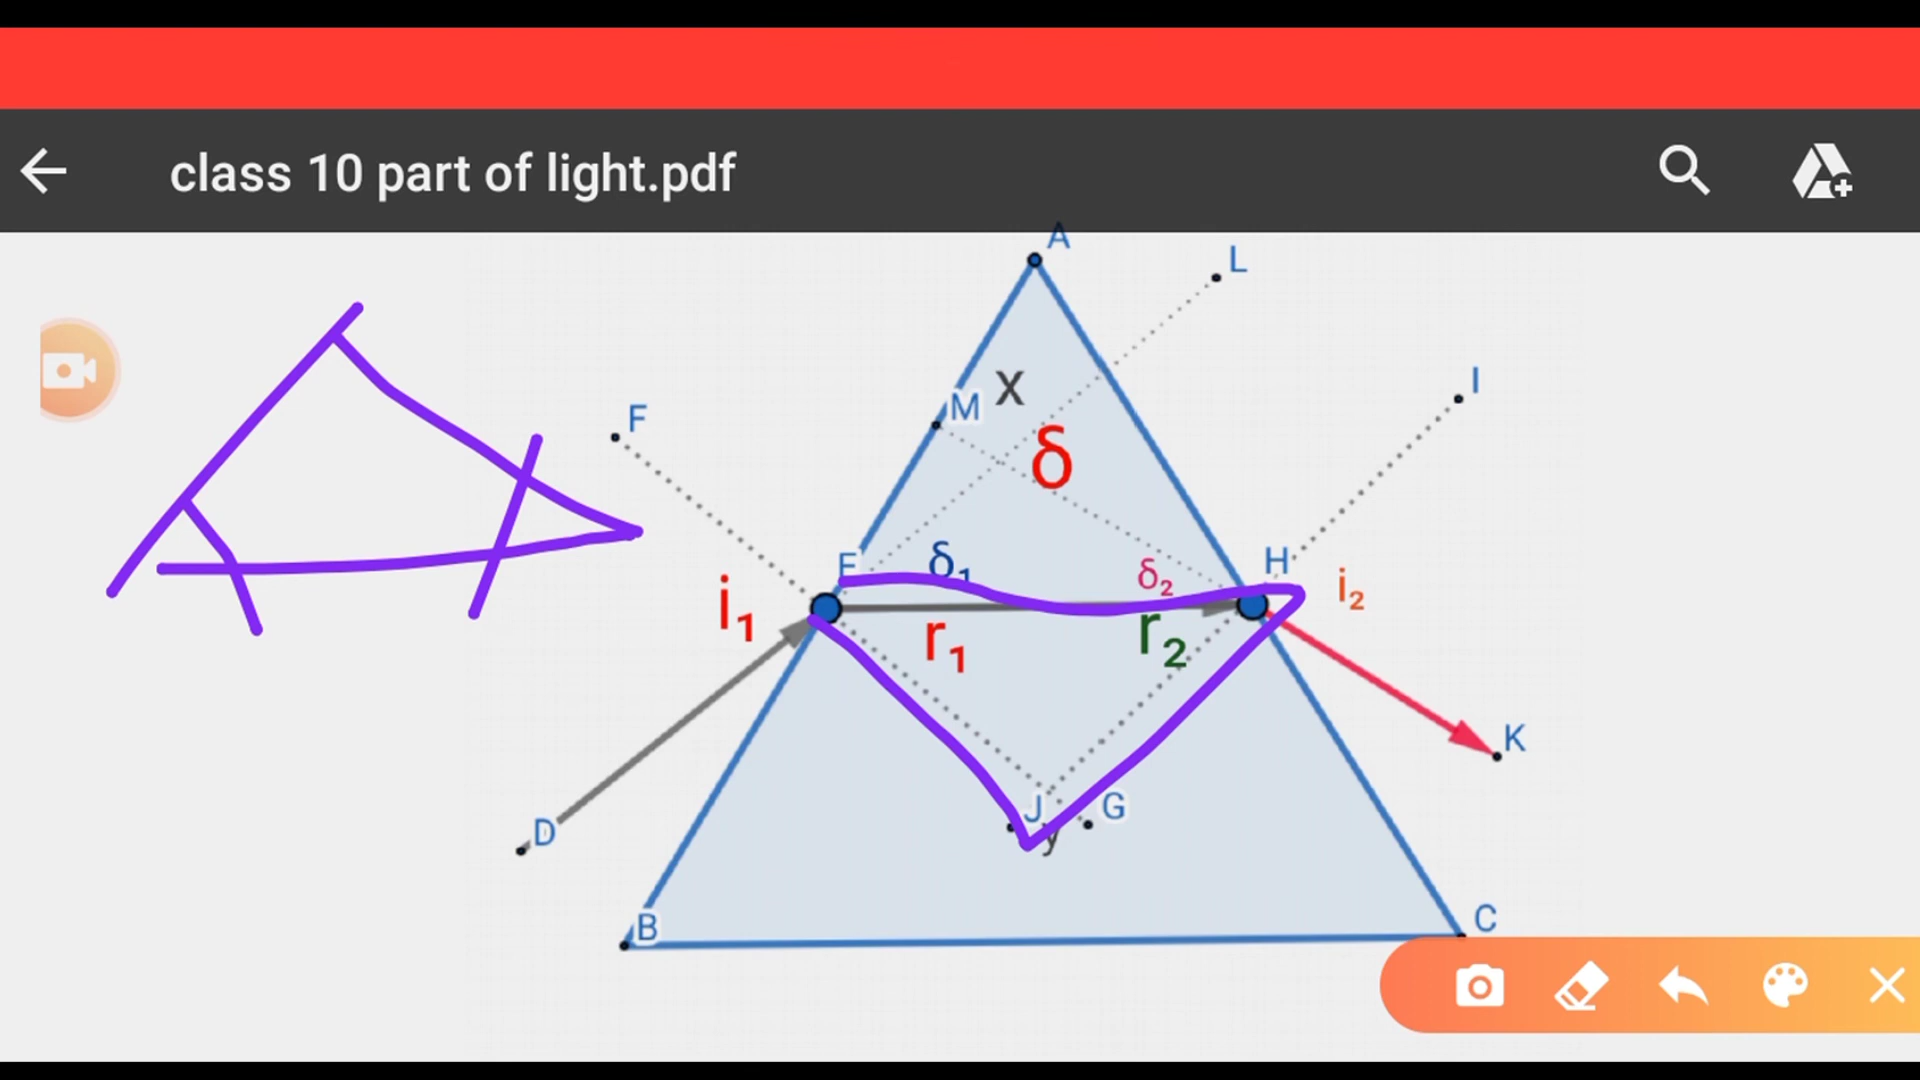 class 10 part of light.pdf
A
L
I
X
M
F
δ
E
δ₁
δ₂
H
i₁
i₂
r₁
r₂
K
D
J
G
y
B
C